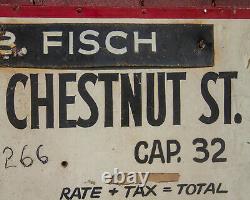 B. FISCH
CHESTNUT ST.
266 CAP. 32
RATE + TAX = TOTAL